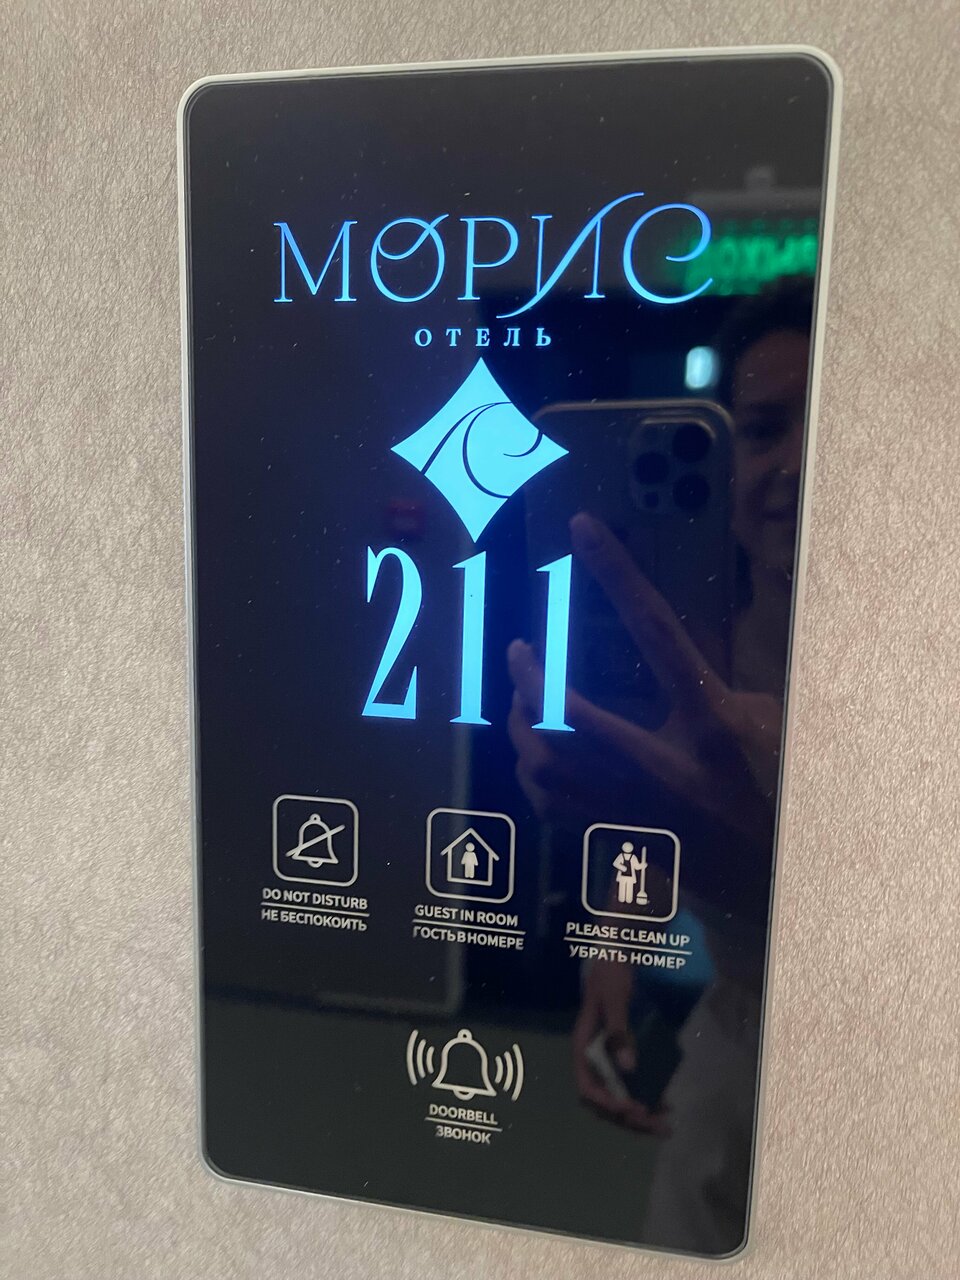 МОРИС
ОТЕЛЬ
211
DO NOT DISTURB
НЕ БЕСПОКОИТЬ
GUEST IN ROOM
ГОСТЬ В НОМЕРЕ
PLEASE CLEAN UP
УБРАТЬ НОМЕР
DOORBELL
ЗВОНОК